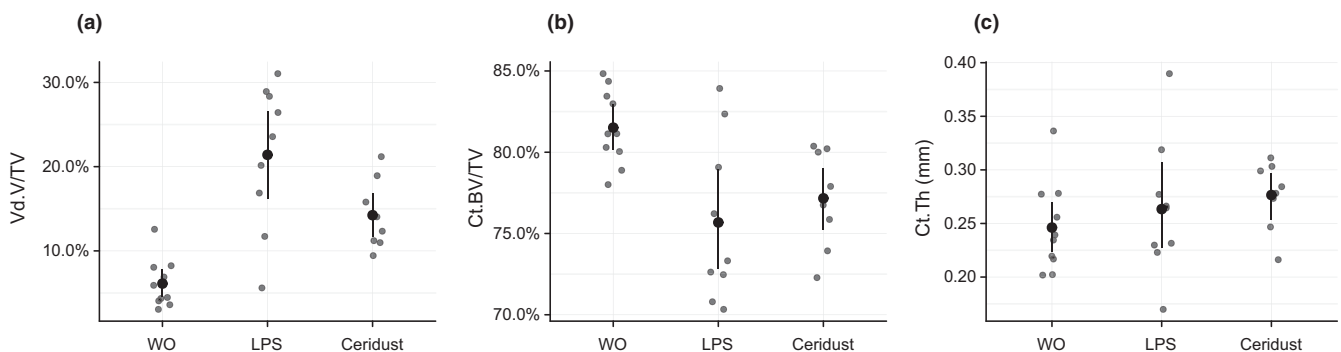 (a)
Vd.V/TV
30.0%
20.0%
10.0%
WO LPS Ceridust
(b)
Ct.BV/TV
85.0%
80.0%
75.0%
70.0%
WO LPS Ceridust
(c)
Ct.Th (mm)
0.40
0.35
0.30
0.25
0.20
WO LPS Ceridust